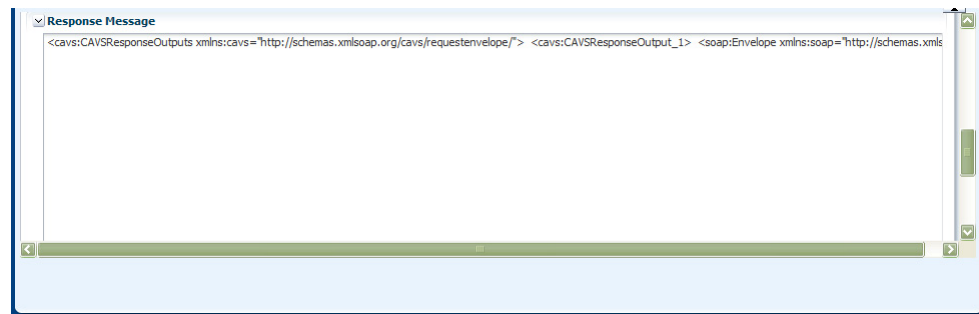 Response Message
<cavs:CAVSResponseOutputs xmlns:cavs="http://schemas.xmlsoap.org/cavs/requestenvelope/"> <cavs:CAVSResponseOutput_1> <soap:Envelope xmlns:soap="http://schemas.xmls